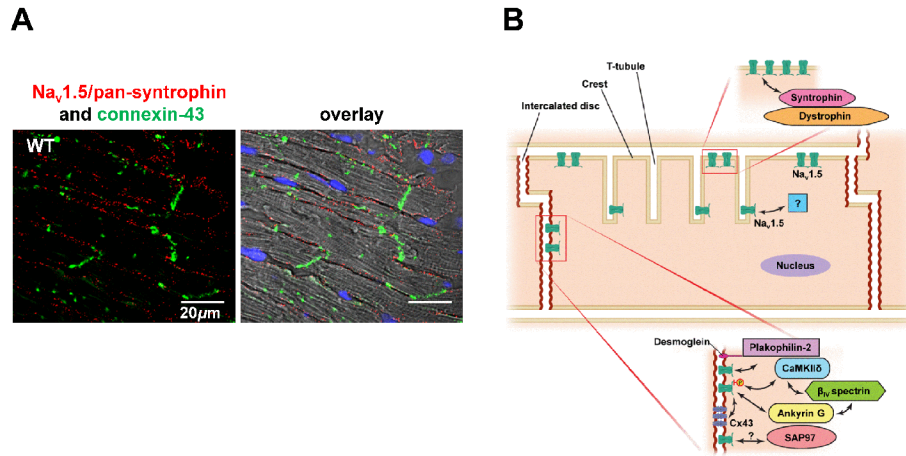 A
Nav1.5/pan-syntrophin
and connexin-43
overlay
WT
20µm
B
T-tubule
Crest
Intercalated disc
Syntrophin
Dystrophin
Nav1.5
?
Nav1.5
Nucleus
Desmoglein
Plakophilin-2
CaMKIIδ
P
βIV spectrin
Ankyrin G
Cx43
?
SAP97